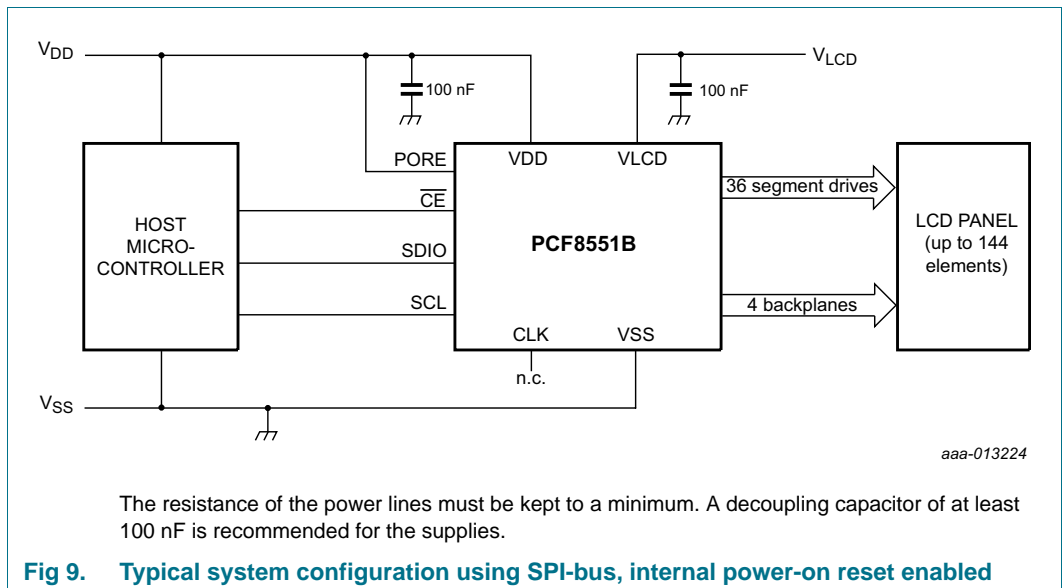 VDD
VLCD
100 nF
100 nF
PORE
VDD
VLCD
CE
36 segment drives
HOST
MICRO-
CONTROLLER
SDIO
PCF8551B
LCD PANEL
(up to 144
elements)
SCL
4 backplanes
CLK
VSS
n.c.
VSS
aaa-013224
The resistance of the power lines must be kept to a minimum. A decoupling capacitor of at least
100 nF is recommended for the supplies.
Fig 9. Typical system configuration using SPI-bus, internal power-on reset enabled